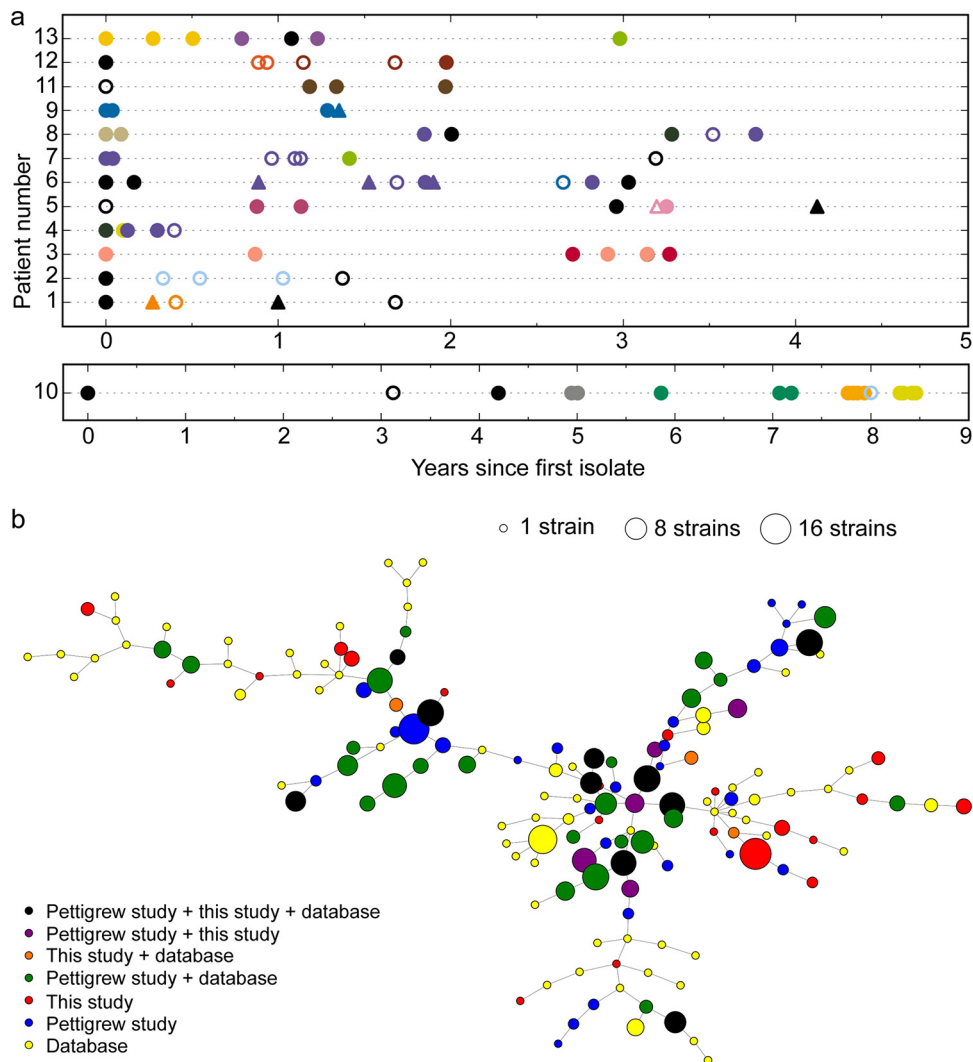 a
Patient number
13
12
11
9
8
7
6
5
4
3
2
1
0 1 2 3 4 5
10
0 1 2 3 4 5 6 7 8 9
Years since first isolate
b
1 strain 8 strains 16 strains
Pettigrew study + this study + database
Pettigrew study + this study
This study + database
Pettigrew study + database
This study
Pettigrew study
Database